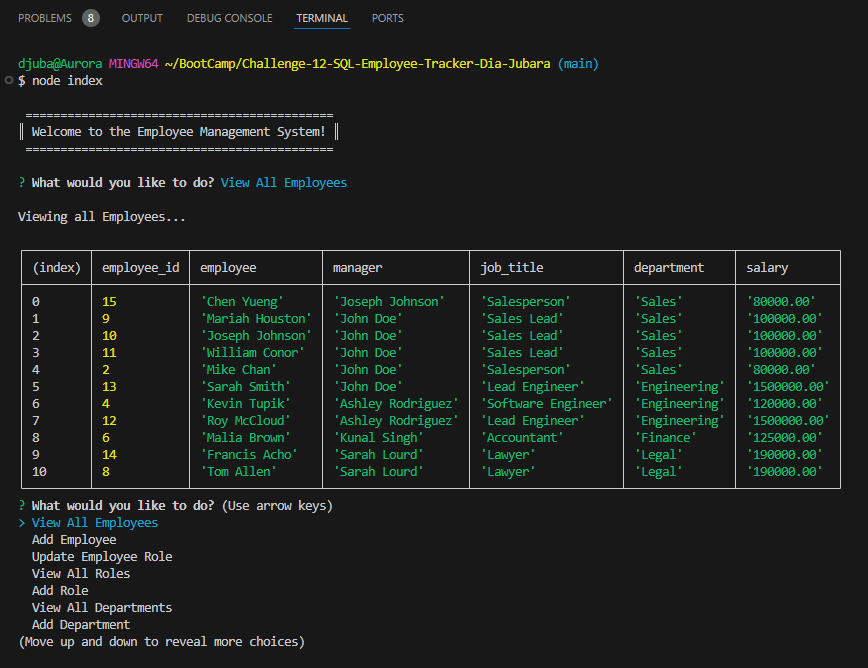 PROBLEMS 8 OUTPUT DEBUG CONSOLE TERMINAL PORTS
djuba@Aurora MINGW64 ~/BootCamp/Challenge-12-SQL-Employee-Tracker-Dia-Jubara (main)
$ node index
============================================
║ Welcome to the Employee Management System! ║
============================================
? What would you like to do? View All Employees
Viewing all Employees...
(index) employee_id employee manager job_title department salary
0 15 'Chen Yueng' 'Joseph Johnson' 'Salesperson' 'Sales' '80000.00'
1 9 'Mariah Houston' 'John Doe' 'Sales Lead' 'Sales' '100000.00'
2 10 'Joseph Johnson' 'John Doe' 'Sales Lead' 'Sales' '100000.00'
3 11 'William Conor' 'John Doe' 'Sales Lead' 'Sales' '100000.00'
4 2 'Mike Chan' 'John Doe' 'Salesperson' 'Sales' '80000.00'
5 13 'Sarah Smith' 'John Doe' 'Lead Engineer' 'Engineering' '1500000.00'
6 4 'Kevin Tupik' 'Ashley Rodriguez' 'Software Engineer' 'Engineering' '120000.00'
7 12 'Roy McCloud' 'Ashley Rodriguez' 'Lead Engineer' 'Engineering' '1500000.00'
8 6 'Malia Brown' 'Kunal Singh' 'Accountant' 'Finance' '125000.00'
9 14 'Francis Acho' 'Sarah Lourd' 'Lawyer' 'Legal' '190000.00'
10 8 'Tom Allen' 'Sarah Lourd' 'Lawyer' 'Legal' '190000.00'
? What would you like to do? (Use arrow keys)
> View All Employees
Add Employee
Update Employee Role
View All Roles
Add Role
View All Departments
Add Department
(Move up and down to reveal more choices)